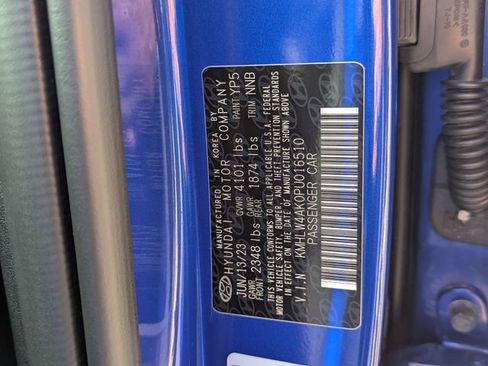 MANUFACTURED IN KOREA BY
HYUNDAI MOTOR COMPANY
JUN/13/23 PAINT YP5
GVWR 4101 lbs TRIM NNB
GAWR GAWR
FRONT 2348 lbs REAR 1874 lbs
THIS VEHICLE CONFORMS TO ALL APPLICABLE U.S.A. FEDERAL
MOTOR VEHICLE SAFETY, BUMPER, AND THEFT PREVENTION STANDARDS
IN EFFECT ON THE DATE OF MANUFACTURE SHOWN ABOVE.
V.I.N KMHLW4AK0PU016510
PASSENGER CAR